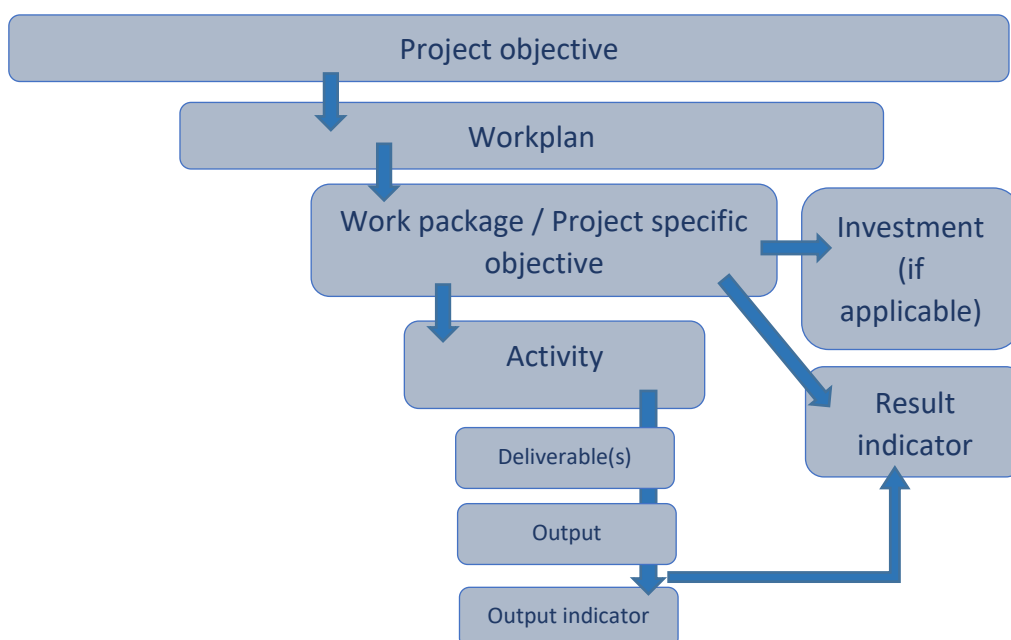 Project objective
Workplan
Work package / Project specific
objective
Investment
(if
applicable)
Activity
Result
indicator
Deliverable(s)
Output
Output indicator